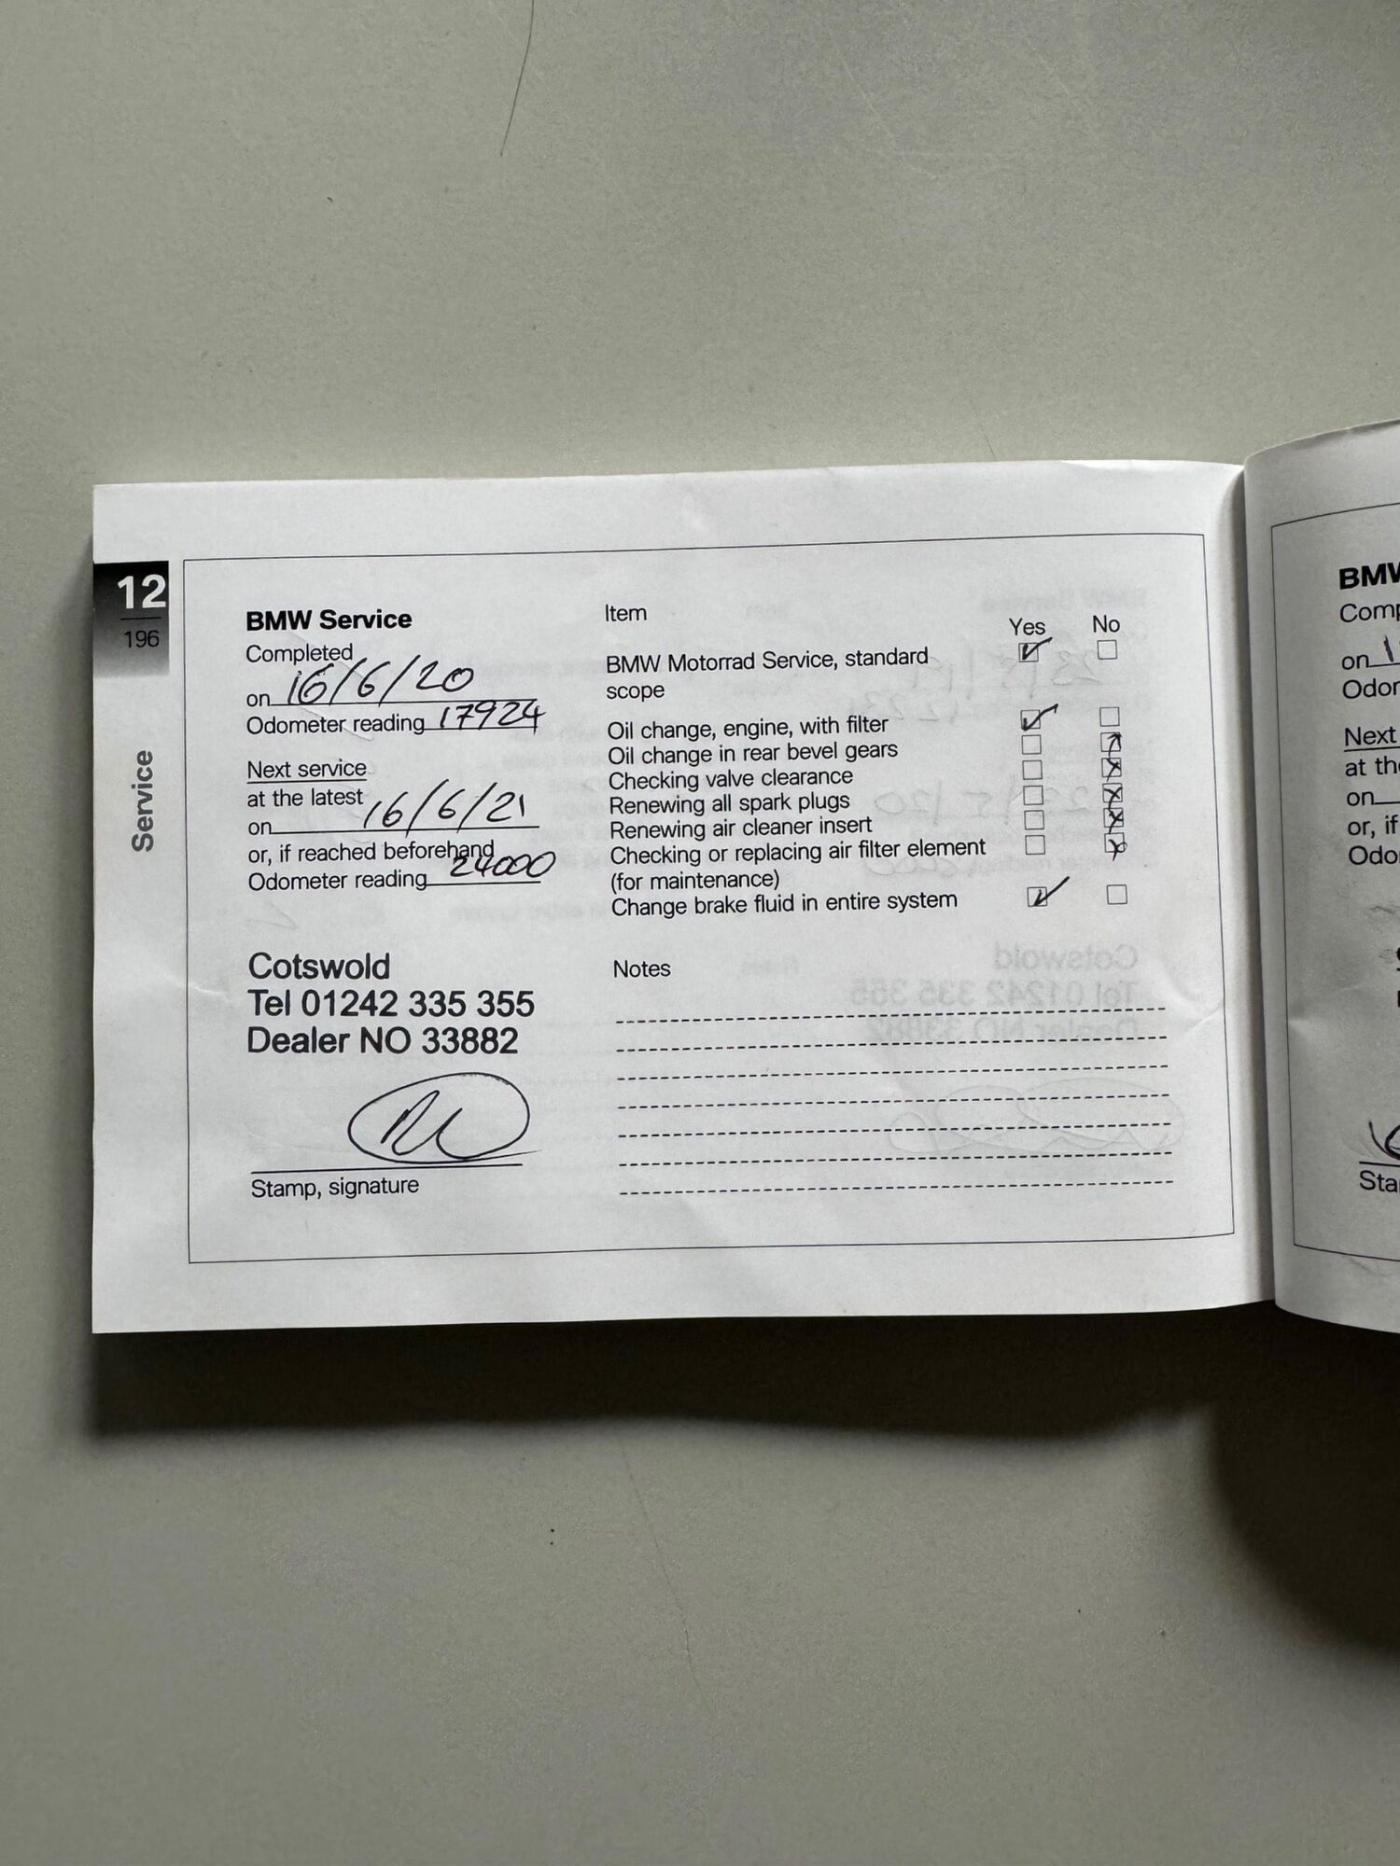 12
196
Service
BMW Service
Completed
on 16/6/20
Odometer reading 17924
Next service
at the latest
on 16/6/21
or, if reached beforehand
Odometer reading 24000
Cotswold
Tel 01242 335 355
Dealer NO 33882
Stamp, signature
Item
Yes No
BMW Motorrad Service, standard
scope
Oil change, engine, with filter
Oil change in rear bevel gears
Checking valve clearance
Renewing all spark plugs
Renewing air cleaner insert
Checking or replacing air filter element
(for maintenance)
Change brake fluid in entire system
Notes
BMW
Comp
on
Odor
Next
at the
on
or, if
Odo
Sta